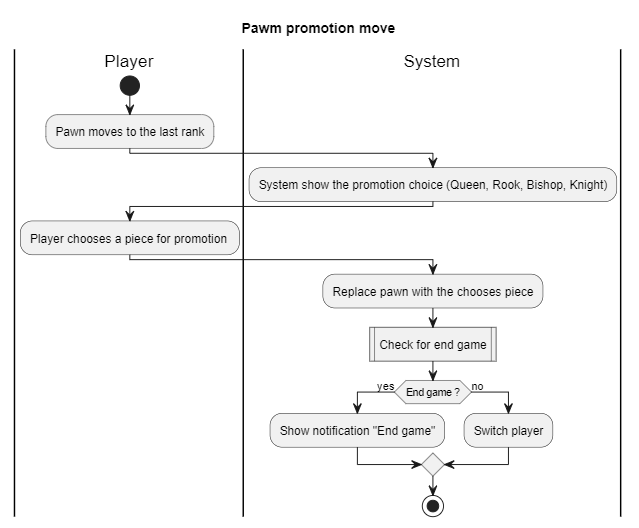 Pawm promotion move
Player
System
Pawn moves to the last rank
System show the promotion choice (Queen, Rook, Bishop, Knight)
Player chooses a piece for promotion
Replace pawn with the chooses piece
Check for end game
yes
End game ?
no
Show notification "End game"
Switch player